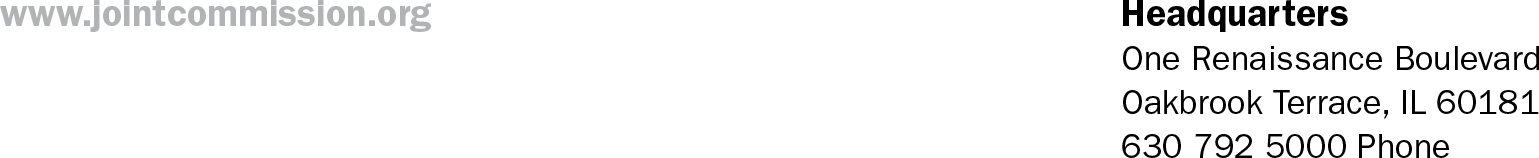 www.jointcommission.org
Headquarters
One Renaissance Boulevard
Oakbrook Terrace, IL 60181
630 792 5000 Phone